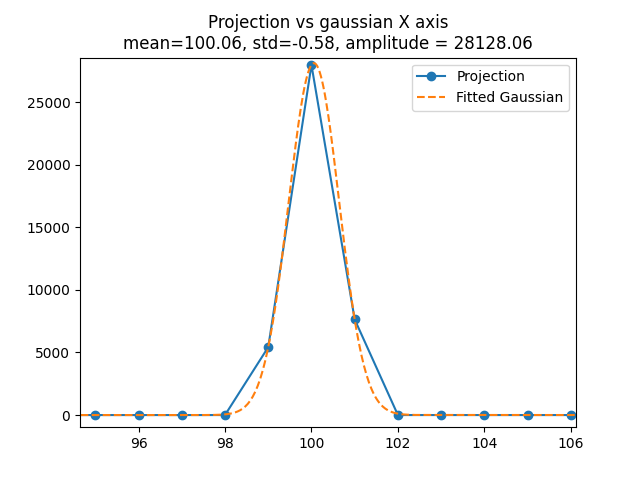 Projection vs gaussian X axis
mean=100.06, std=-0.58, amplitude = 28128.06
Projection
Fitted Gaussian
25000
20000
15000
10000
5000
0
96 98 100 102 104 106